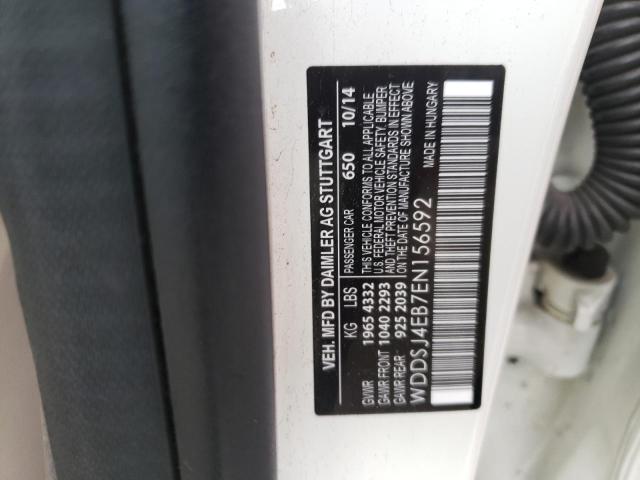 VEH. MFD BY DAIMLER AG STUTTGART
KG LBS PASSENGER CAR 650 10/14
GVWR 1965 4332 THIS VEHICLE CONFORMS TO ALL APPLICABLE
GAWR FRONT 1040 2293 U.S. FEDERAL MOTOR VEHICLE SAFETY, BUMPER
AND THEFT PREVENTION STANDARDS IN EFFECT
GAWR REAR 925 2039 ON THE DATE OF MANUFACTURE SHOWN ABOVE
WDDSJ4EB7EN156592 MADE IN HUNGARY